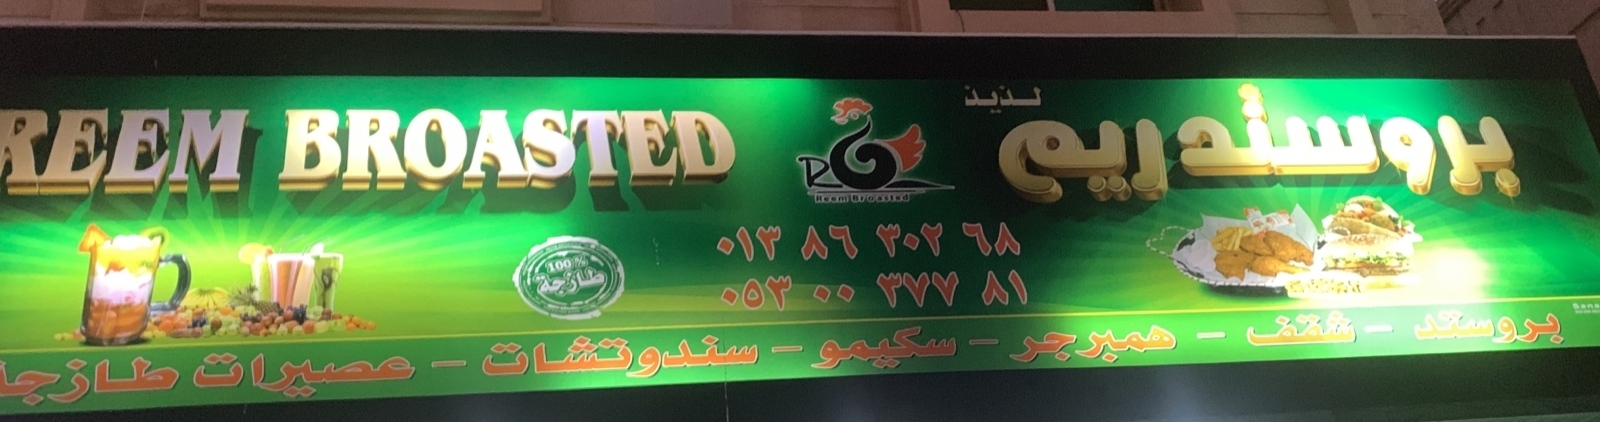 REEM BROASTED
لذيذ
بروستد ريم
Reem Broasted
100%
طازجة
٠١٣ ٨٦ ٣٠٢ ٦٨
٠٥٣ ٠٠ ٣٧٧ ٨١
بروستد - شقف - همبرجر - سكيمو - سندوتشات - عصيرات طازجة